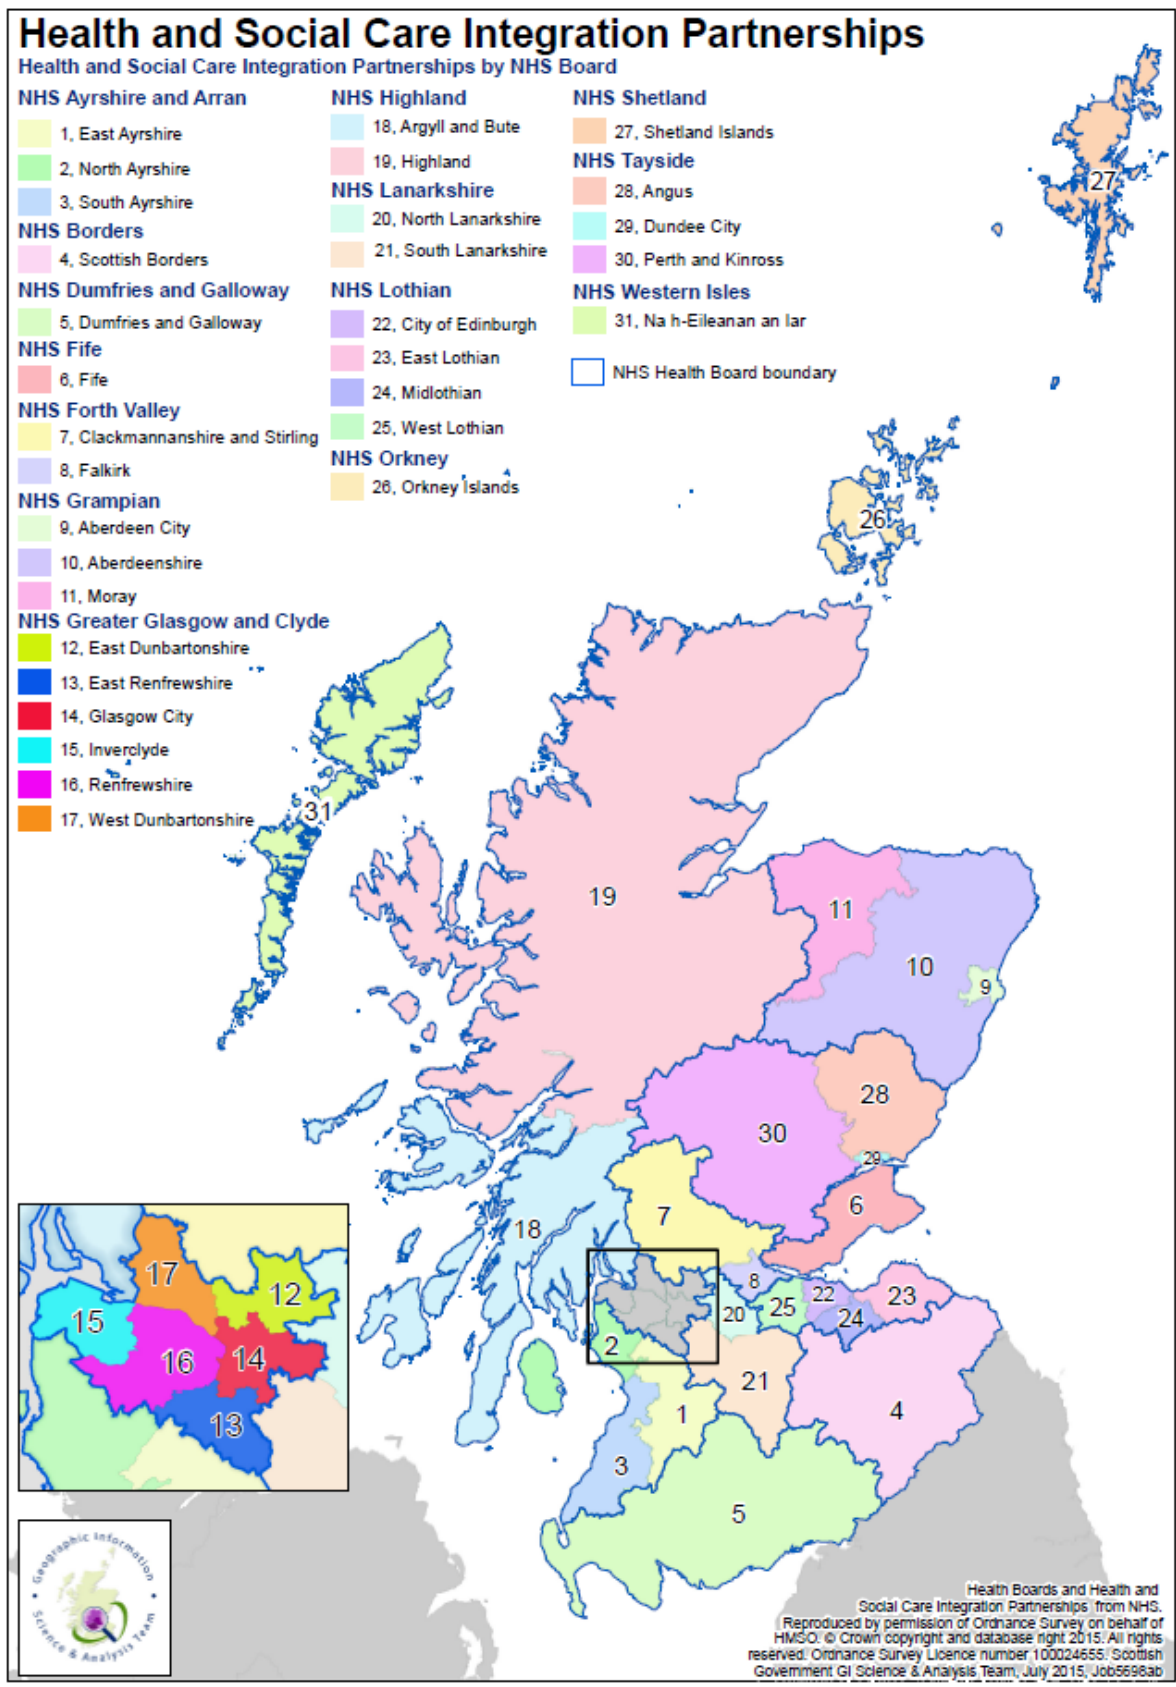 Health and Social Care Integration Partnerships
Health and Social Care Integration Partnerships by NHS Board
NHS Ayrshire and Arran
1, East Ayrshire
2, North Ayrshire
3, South Ayrshire
NHS Borders
4, Scottish Borders
NHS Dumfries and Galloway
5, Dumfries and Galloway
NHS Fife
6, Fife
NHS Forth Valley
7, Clackmannanshire and Stirling
8, Falkirk
NHS Grampian
9, Aberdeen City
10, Aberdeenshire
11, Moray
NHS Greater Glasgow and Clyde
12, East Dunbartonshire
13, East Renfrewshire
14, Glasgow City
15, Inverclyde
16, Renfrewshire
17, West Dunbartonshire
NHS Highland
18, Argyll and Bute
19, Highland
NHS Lanarkshire
20, North Lanarkshire
21, South Lanarkshire
NHS Lothian
22, City of Edinburgh
23, East Lothian
24, Midlothian
25, West Lothian
NHS Orkney
26, Orkney Islands
NHS Shetland
27, Shetland Islands
NHS Tayside
28, Angus
29, Dundee City
30, Perth and Kinross
NHS Western Isles
31, Na h-Eileanan an Iar
NHS Health Board boundary
27
26
31
19
11
10
9
28
30
29
6
7
18
8
23
22
25
20
24
2
21
1
4
3
5
17
12
15
14
16
13
Geographic Information
Science & Analysis Team
Health Boards and Health and
Social Care Integration Partnerships from NHS.
Reproduced by permission of Ordnance Survey on behalf of
HMSO. © Crown copyright and database right 2015. All rights
reserved. Ordnance Survey Licence number 100024655. Scottish
Government GI Science & Analysis Team, July 2015, Job5698ab